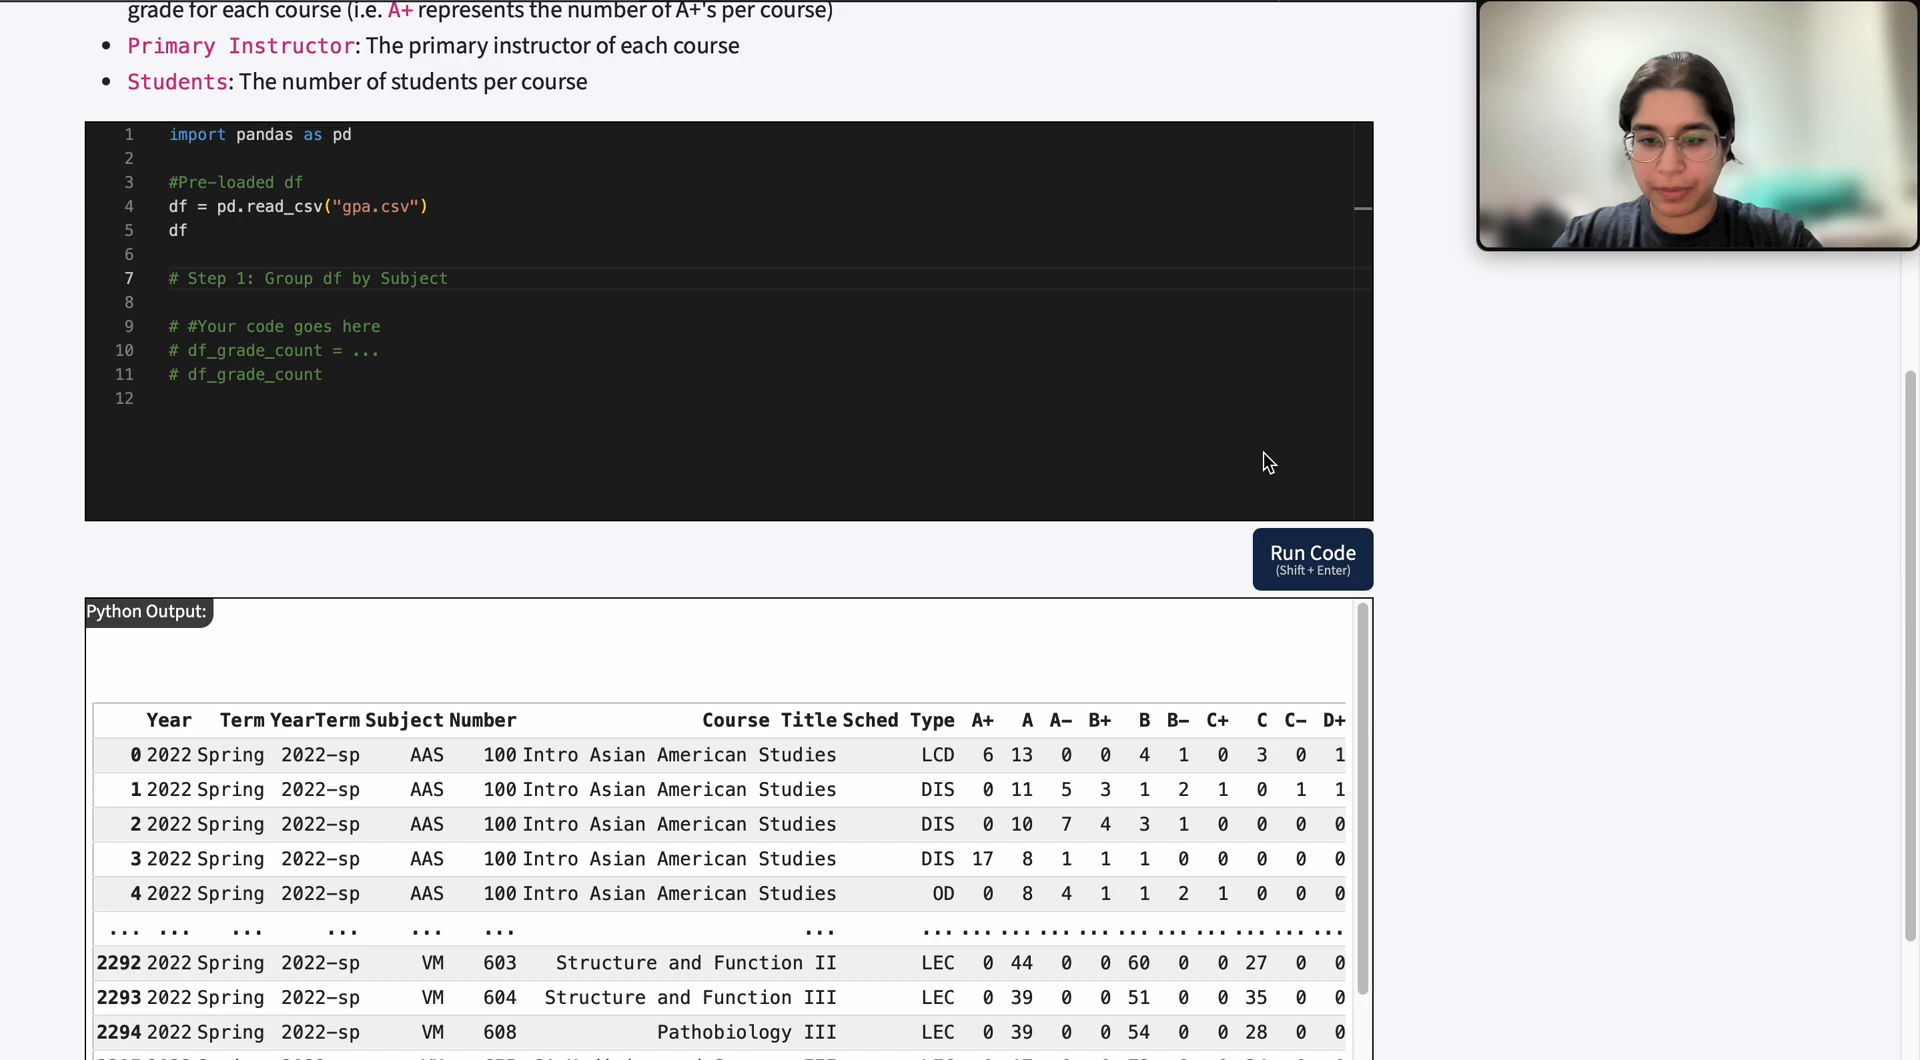 grade for each course (i.e. A+ represents the number of A+'s per course)
• Primary Instructor: The primary instructor of each course
• Students: The number of students per course
1 import pandas as pd
2
3 #Pre-loaded df
4 df = pd.read_csv("gpa.csv")
5 df
6
7 # Step 1: Group df by Subject
8
9 # #Your code goes here
10 # df_grade_count = ...
11 # df_grade_count
12
Run Code
(Shift + Enter)
Python Output:
Year Term YearTerm Subject Number Course Title Sched Type A+ A A- B+ B B- C+ C C- D+
0 2022 Spring 2022-sp AAS 100 Intro Asian American Studies LCD 6 13 0 0 4 1 0 3 0 1
1 2022 Spring 2022-sp AAS 100 Intro Asian American Studies DIS 0 11 5 3 1 2 1 0 1 1
2 2022 Spring 2022-sp AAS 100 Intro Asian American Studies DIS 0 10 7 4 3 1 0 0 0 0
3 2022 Spring 2022-sp AAS 100 Intro Asian American Studies DIS 17 8 1 1 1 0 0 0 0 0
4 2022 Spring 2022-sp AAS 100 Intro Asian American Studies OD 0 8 4 1 1 2 1 0 0 0
... ... ... ... ... ... ... ... ... ... ... ... ... ... ... ... ... ...
2292 2022 Spring 2022-sp VM 603 Structure and Function II LEC 0 44 0 0 60 0 0 27 0 0
2293 2022 Spring 2022-sp VM 604 Structure and Function III LEC 0 39 0 0 51 0 0 35 0 0
2294 2022 Spring 2022-sp VM 608 Pathobiology III LEC 0 39 0 0 54 0 0 28 0 0